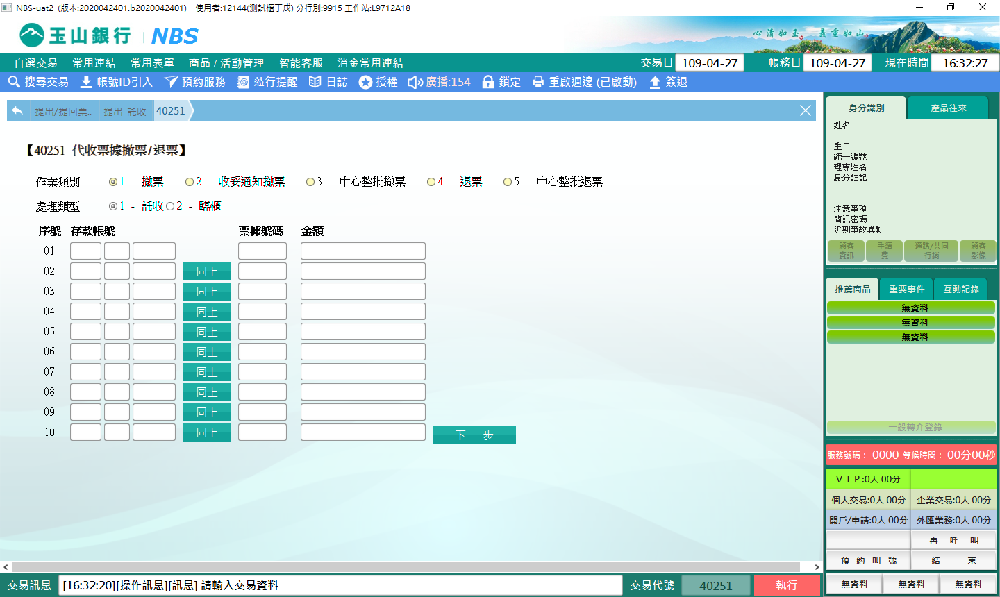 NBS-uat2 (版本:2020042401.b2020042401) 使用者:12144(測試櫃丁戊) 分行別:9915 工作站:L9712A18
玉山銀行 NBS
心清如玉。義重如山。
自選交易 常用連結 常用表單 商品/活動管理 智能客服 消金常用連結 交易日 109-04-27 帳務日 109-04-27 現在時間 16:32:27
搜尋交易 帳號ID引入 預約服務 蒞行提醒 日誌 授權 廣播:154 鎖定 重啟週邊 (已啟動) 簽退
提出/提回票.. 提出-託收 40251
【40251 代收票據撤票/退票】
作業類別 1 - 撤票 2 - 收妥通知撤票 3 - 中心整批撤票 4 - 退票 5 - 中心整批退票
處理類型 1 - 託收 2 - 臨櫃
序號 存款帳號 票據號碼 金額
01
02 同上
03 同上
04 同上
05 同上
06 同上
07 同上
08 同上
09 同上
10 同上 下一步
身分識別 產品往來
姓名
生日
統一編號
理專姓名
身分註記
注意事項
簡訊密碼
近期事故異動
顧客資訊 手續費 通路/共同行銷 顧客影像
推薦商品 重要事件 互動記錄
無資料
無資料
無資料
一般轉介登錄
服務號碼: 0000 等候時間: 00分00秒
VIP:0人 00分
個人交易:0人 00分 企業交易:0人 00分
開戶/申請:0人 00分 外匯業務:0人 00分
再 呼 叫
預 約 叫 號 結 束
無資料 無資料 無資料
交易訊息 [16:32:20][操作訊息][訊息] 請輸入交易資料 交易代號 40251 執行